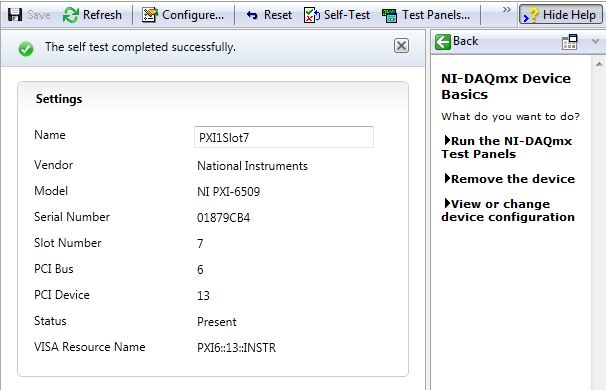 Save Refresh Configure... Reset Self-Test Test Panels... » Hide Help
The self test completed successfully.
Back
Settings
Name PXI1Slot7
Vendor National Instruments
Model NI PXI-6509
Serial Number 01879CB4
Slot Number 7
PCI Bus 6
PCI Device 13
Status Present
VISA Resource Name PXI6::13::INSTR
NI-DAQmx Device
Basics
What do you want to do?
Run the NI-DAQmx
Test Panels
Remove the device
View or change
device configuration